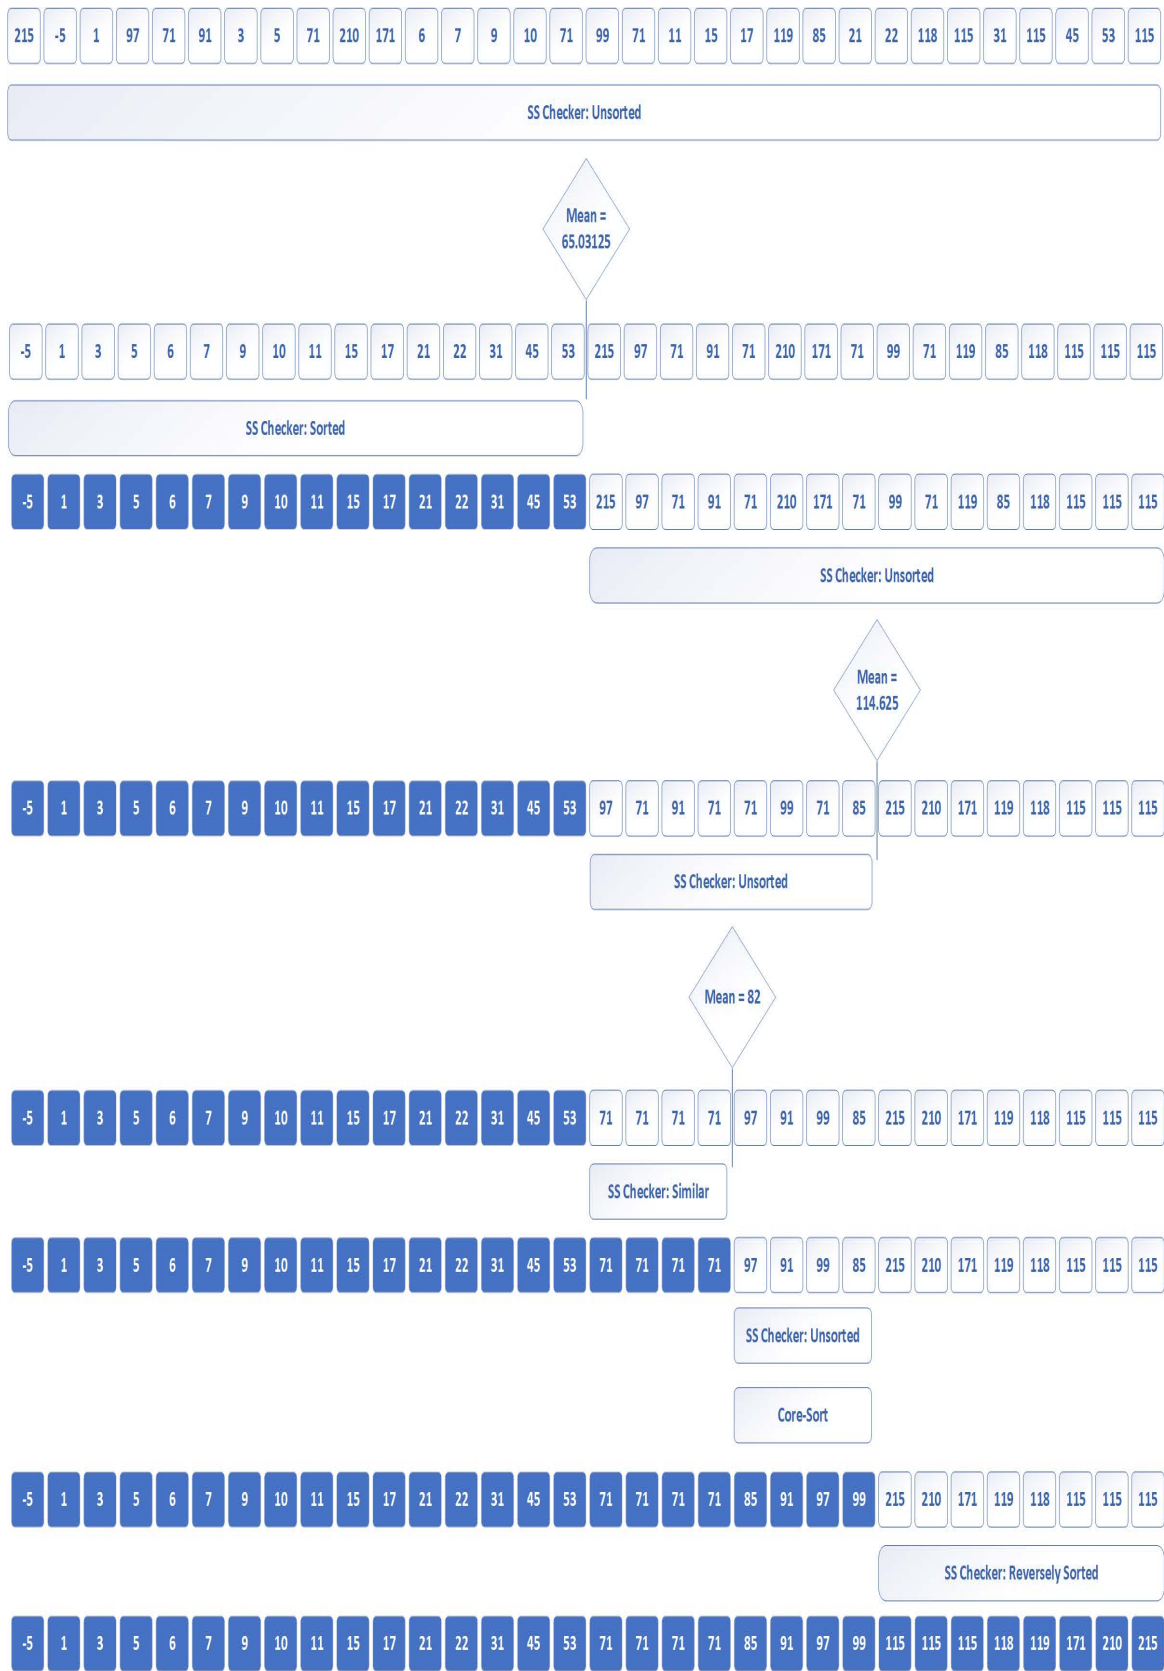 215 -5 1 97 71 91 3 5 71 210 171 6 7 9 10 71 99 71 11 15 17 119 85 21 22 118 115 31 115 45 53 115
SS Checker: Unsorted
Mean =
65.03125
-5 1 3 5 6 7 9 10 11 15 17 21 22 31 45 53 215 97 71 91 71 210 171 71 99 71 119 85 118 115 115 115
SS Checker: Sorted
-5 1 3 5 6 7 9 10 11 15 17 21 22 31 45 53 215 97 71 91 71 210 171 71 99 71 119 85 118 115 115 115
SS Checker: Unsorted
Mean =
114.625
-5 1 3 5 6 7 9 10 11 15 17 21 22 31 45 53 97 71 91 71 71 99 71 85 215 210 171 119 118 115 115 115
SS Checker: Unsorted
Mean = 82
-5 1 3 5 6 7 9 10 11 15 17 21 22 31 45 53 71 71 71 71 97 91 99 85 215 210 171 119 118 115 115 115
SS Checker: Similar
-5 1 3 5 6 7 9 10 11 15 17 21 22 31 45 53 71 71 71 71 97 91 99 85 215 210 171 119 118 115 115 115
SS Checker: Unsorted
Core-Sort
-5 1 3 5 6 7 9 10 11 15 17 21 22 31 45 53 71 71 71 71 85 91 97 99 215 210 171 119 118 115 115 115
SS Checker: Reversely Sorted
-5 1 3 5 6 7 9 10 11 15 17 21 22 31 45 53 71 71 71 71 85 91 97 99 115 115 115 118 119 171 210 215